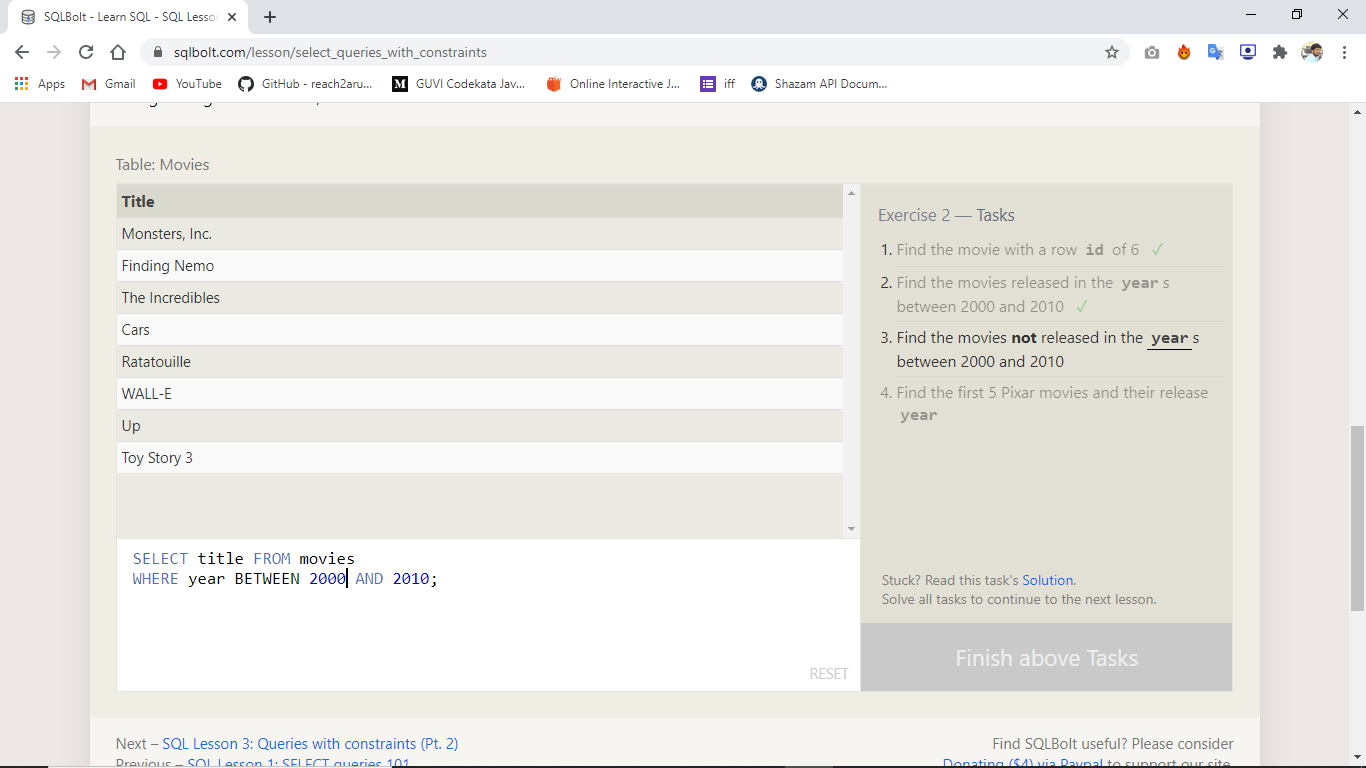 SQLBolt - Learn SQL - SQL Lesso
sqlbolt.com/lesson/select_queries_with_constraints
Apps Gmail YouTube GitHub - reach2aru... GUVI Codekata Jav... Online Interactive J... iff Shazam API Docum...
Table: Movies
Title
Monsters, Inc.
Finding Nemo
The Incredibles
Cars
Ratatouille
WALL-E
Up
Toy Story 3
SELECT title FROM movies
WHERE year BETWEEN 2000 AND 2010;
RESET
Exercise 2 — Tasks
1. Find the movie with a row id of 6 ✓
2. Find the movies released in the year s
between 2000 and 2010 ✓
3. Find the movies not released in the year s
between 2000 and 2010
4. Find the first 5 Pixar movies and their release
year
Stuck? Read this task's Solution.
Solve all tasks to continue to the next lesson.
Finish above Tasks
Next – SQL Lesson 3: Queries with constraints (Pt. 2)
Previous – SQL Lesson 1: SELECT queries 101
Find SQLBolt useful? Please consider
Donating ($4) via Paypal to support our site.